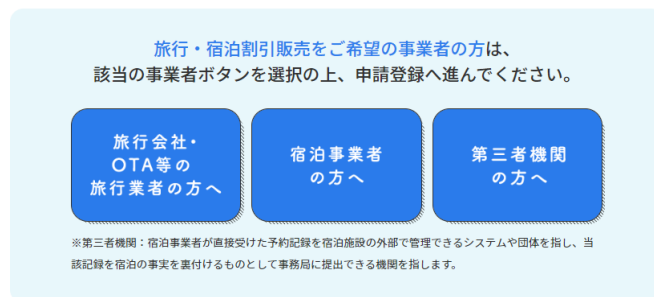 旅行・宿泊割引販売をご希望の事業者の方は、
該当の事業者ボタンを選択の上、申請登録へ進んでください。
旅行会社・
OTA等の
旅行業者の方へ
宿泊事業者
の方へ
第三者機関
の方へ
※第三者機関：宿泊事業者が直接受けた予約記録を宿泊施設の外部で管理できるシステムや団体を指し、当
該記録を宿泊の事実を裏付けるものとして事務局に提出できる機関を指します。